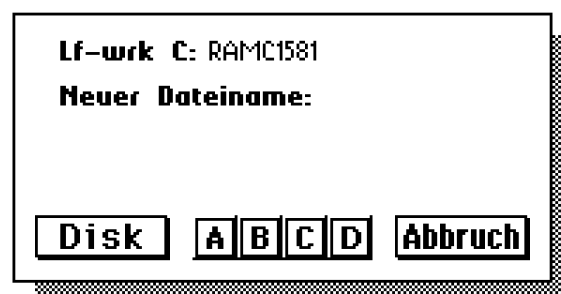 Lf-wrk C: RAMC1581
Neuer Dateiname:
Disk A B C D Abbruch